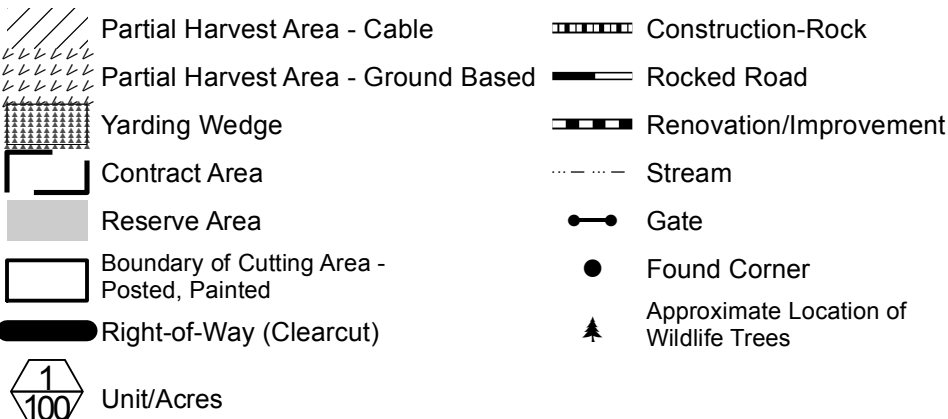 Partial Harvest Area - Cable
Partial Harvest Area - Ground Based
Yarding Wedge
Contract Area
Reserve Area
Boundary of Cutting Area -
Posted, Painted
Right-of-Way (Clearcut)
1
100
Unit/Acres
Construction-Rock
Rocked Road
Renovation/Improvement
Stream
Gate
Found Corner
Approximate Location of
Wildlife Trees